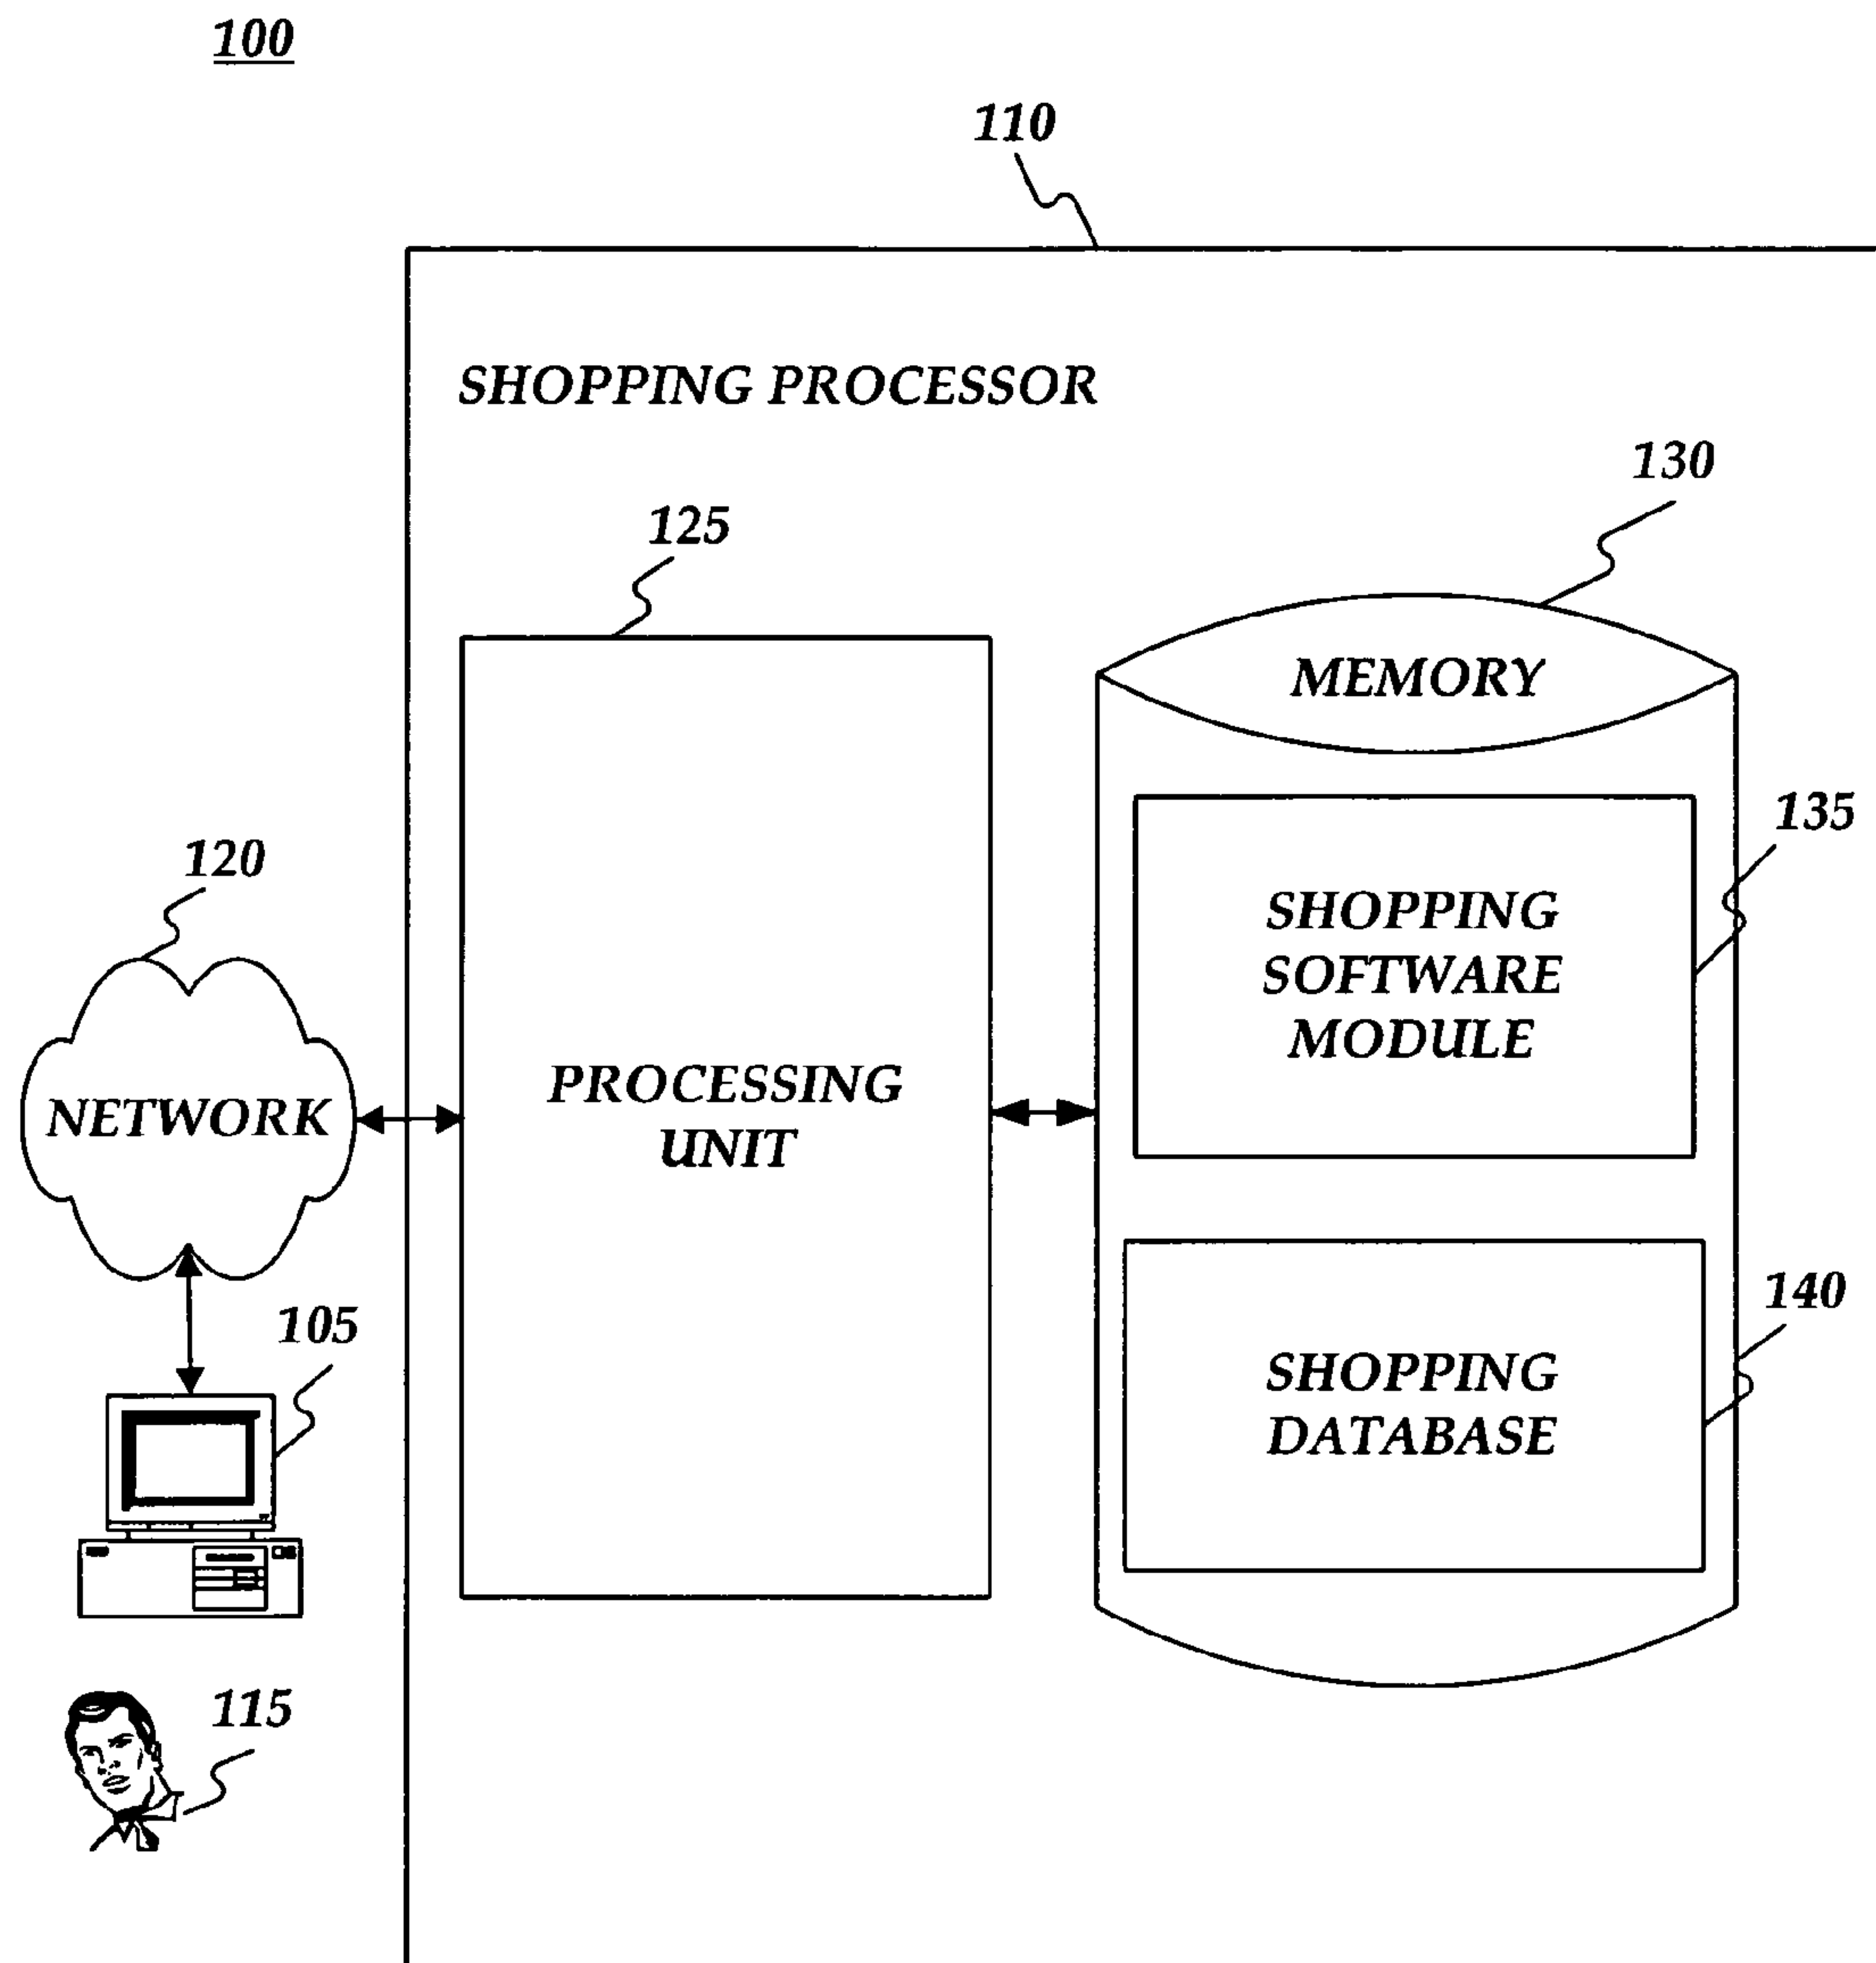 100
110
SHOPPING PROCESSOR
130
125
MEMORY
135
120
SHOPPING
SOFTWARE
MODULE
PROCESSING
UNIT
NETWORK
140
105
SHOPPING
DATABASE
115